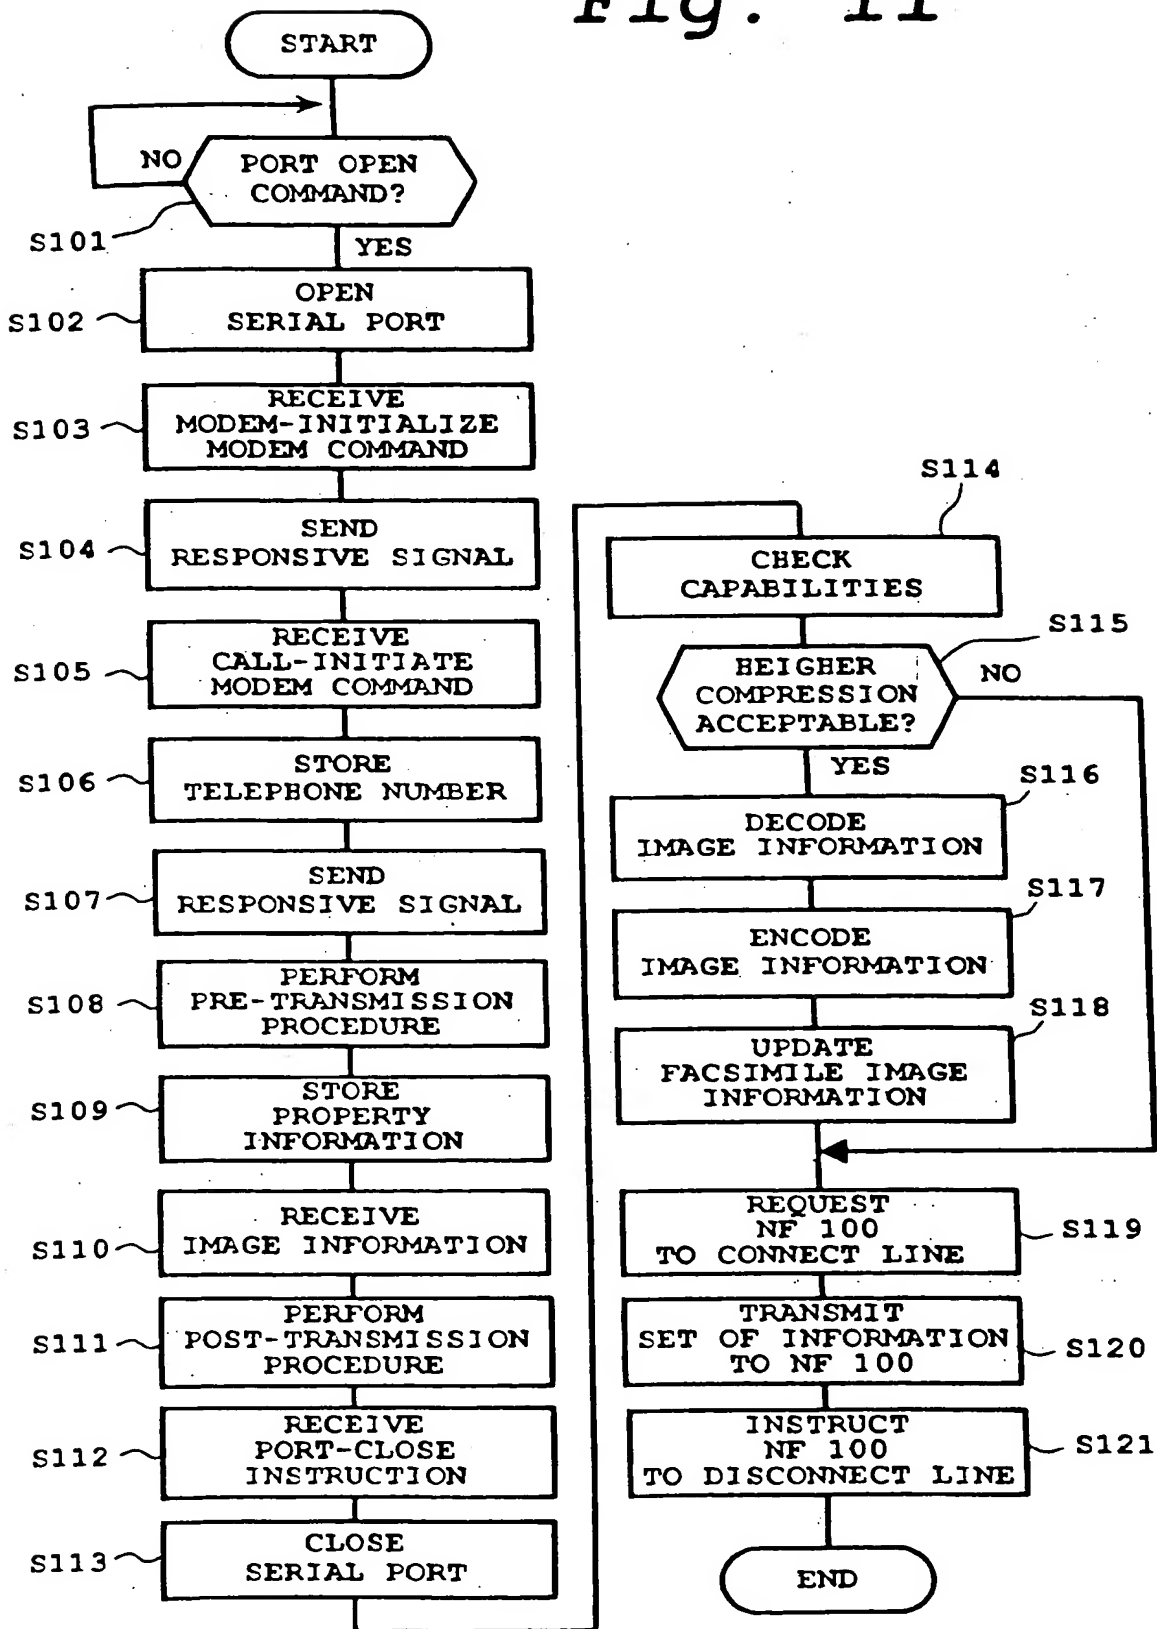 Fig. 11
START
NO
PORT OPEN
COMMAND?
S101
YES
OPEN
SERIAL PORT
S102
RECEIVE
MODEM-INITIALIZE
MODEM COMMAND
S103
SEND
RESPONSIVE SIGNAL
S104
RECEIVE
CALL-INITIATE
MODEM COMMAND
S105
STORE
TELEPHONE NUMBER
S106
SEND
RESPONSIVE SIGNAL
S107
PERFORM
PRE-TRANSMISSION
PROCEDURE
S108
STORE
PROPERTY
INFORMATION
S109
RECEIVE
IMAGE INFORMATION
S110
PERFORM
POST-TRANSMISSION
PROCEDURE
S111
RECEIVE
PORT-CLOSE
INSTRUCTION
S112
CLOSE
SERIAL PORT
S113
S114
CHECK
CAPABILITIES
S115
HEIGHER
COMPRESSION
ACCEPTABLE?
NO
YES
S116
DECODE
IMAGE INFORMATION
S117
ENCODE
IMAGE INFORMATION
S118
UPDATE
FACSIMILE IMAGE
INFORMATION
REQUEST
NF 100
TO CONNECT LINE
S119
TRANSMIT
SET OF INFORMATION
TO NF 100
S120
INSTRUCT
NF 100
TO DISCONNECT LINE
S121
END